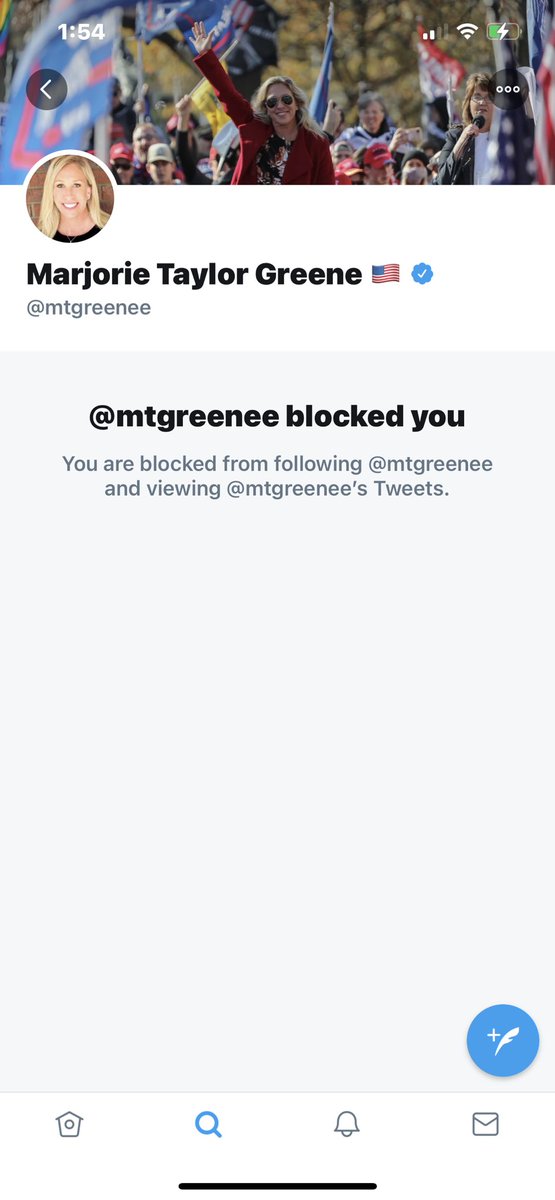 1:54
Marjorie Taylor Greene 🇺🇸
@mtgreenee
@mtgreenee blocked you
You are blocked from following @mtgreenee
and viewing @mtgreenee’s Tweets.